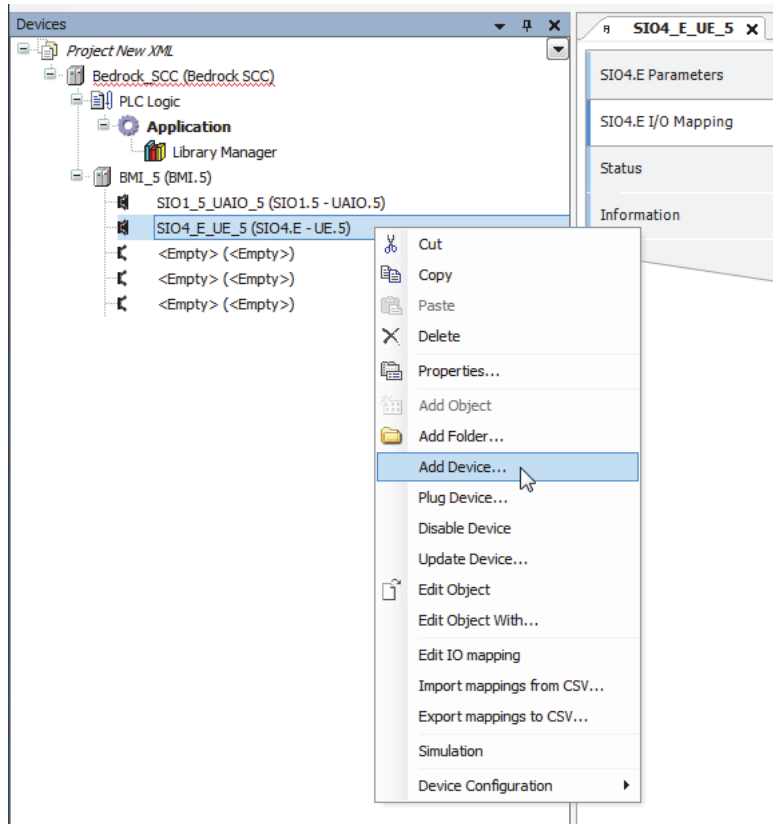 Devices
Project New XML
Bedrock_SCC (Bedrock SCC)
PLC Logic
Application
Library Manager
BMI_5 (BMI.5)
SIO1_5_UAIO_5 (SIO1.5 - UAIO.5)
SIO4_E_UE_5 (SIO4.E - UE.5)
<Empty> (<Empty>)
<Empty> (<Empty>)
<Empty> (<Empty>)
Cut
Copy
Paste
Delete
Properties...
Add Object
Add Folder...
Add Device...
Plug Device...
Disable Device
Update Device...
Edit Object
Edit Object With...
Edit IO mapping
Import mappings from CSV...
Export mappings to CSV...
Simulation
Device Configuration
SIO4_E_UE_5
SIO4.E Parameters
SIO4.E I/O Mapping
Status
Information